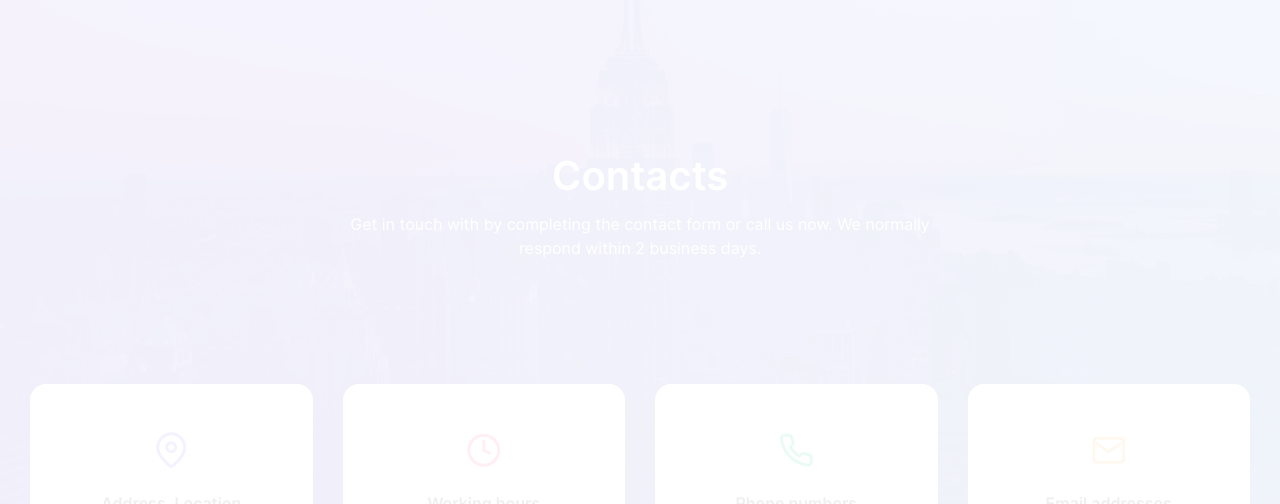 Contacts
Get in touch with by completing the contact form or call us now. We normally
respond within 2 business days.
Address, Location
Working hours
Phone numbers
Email addresses